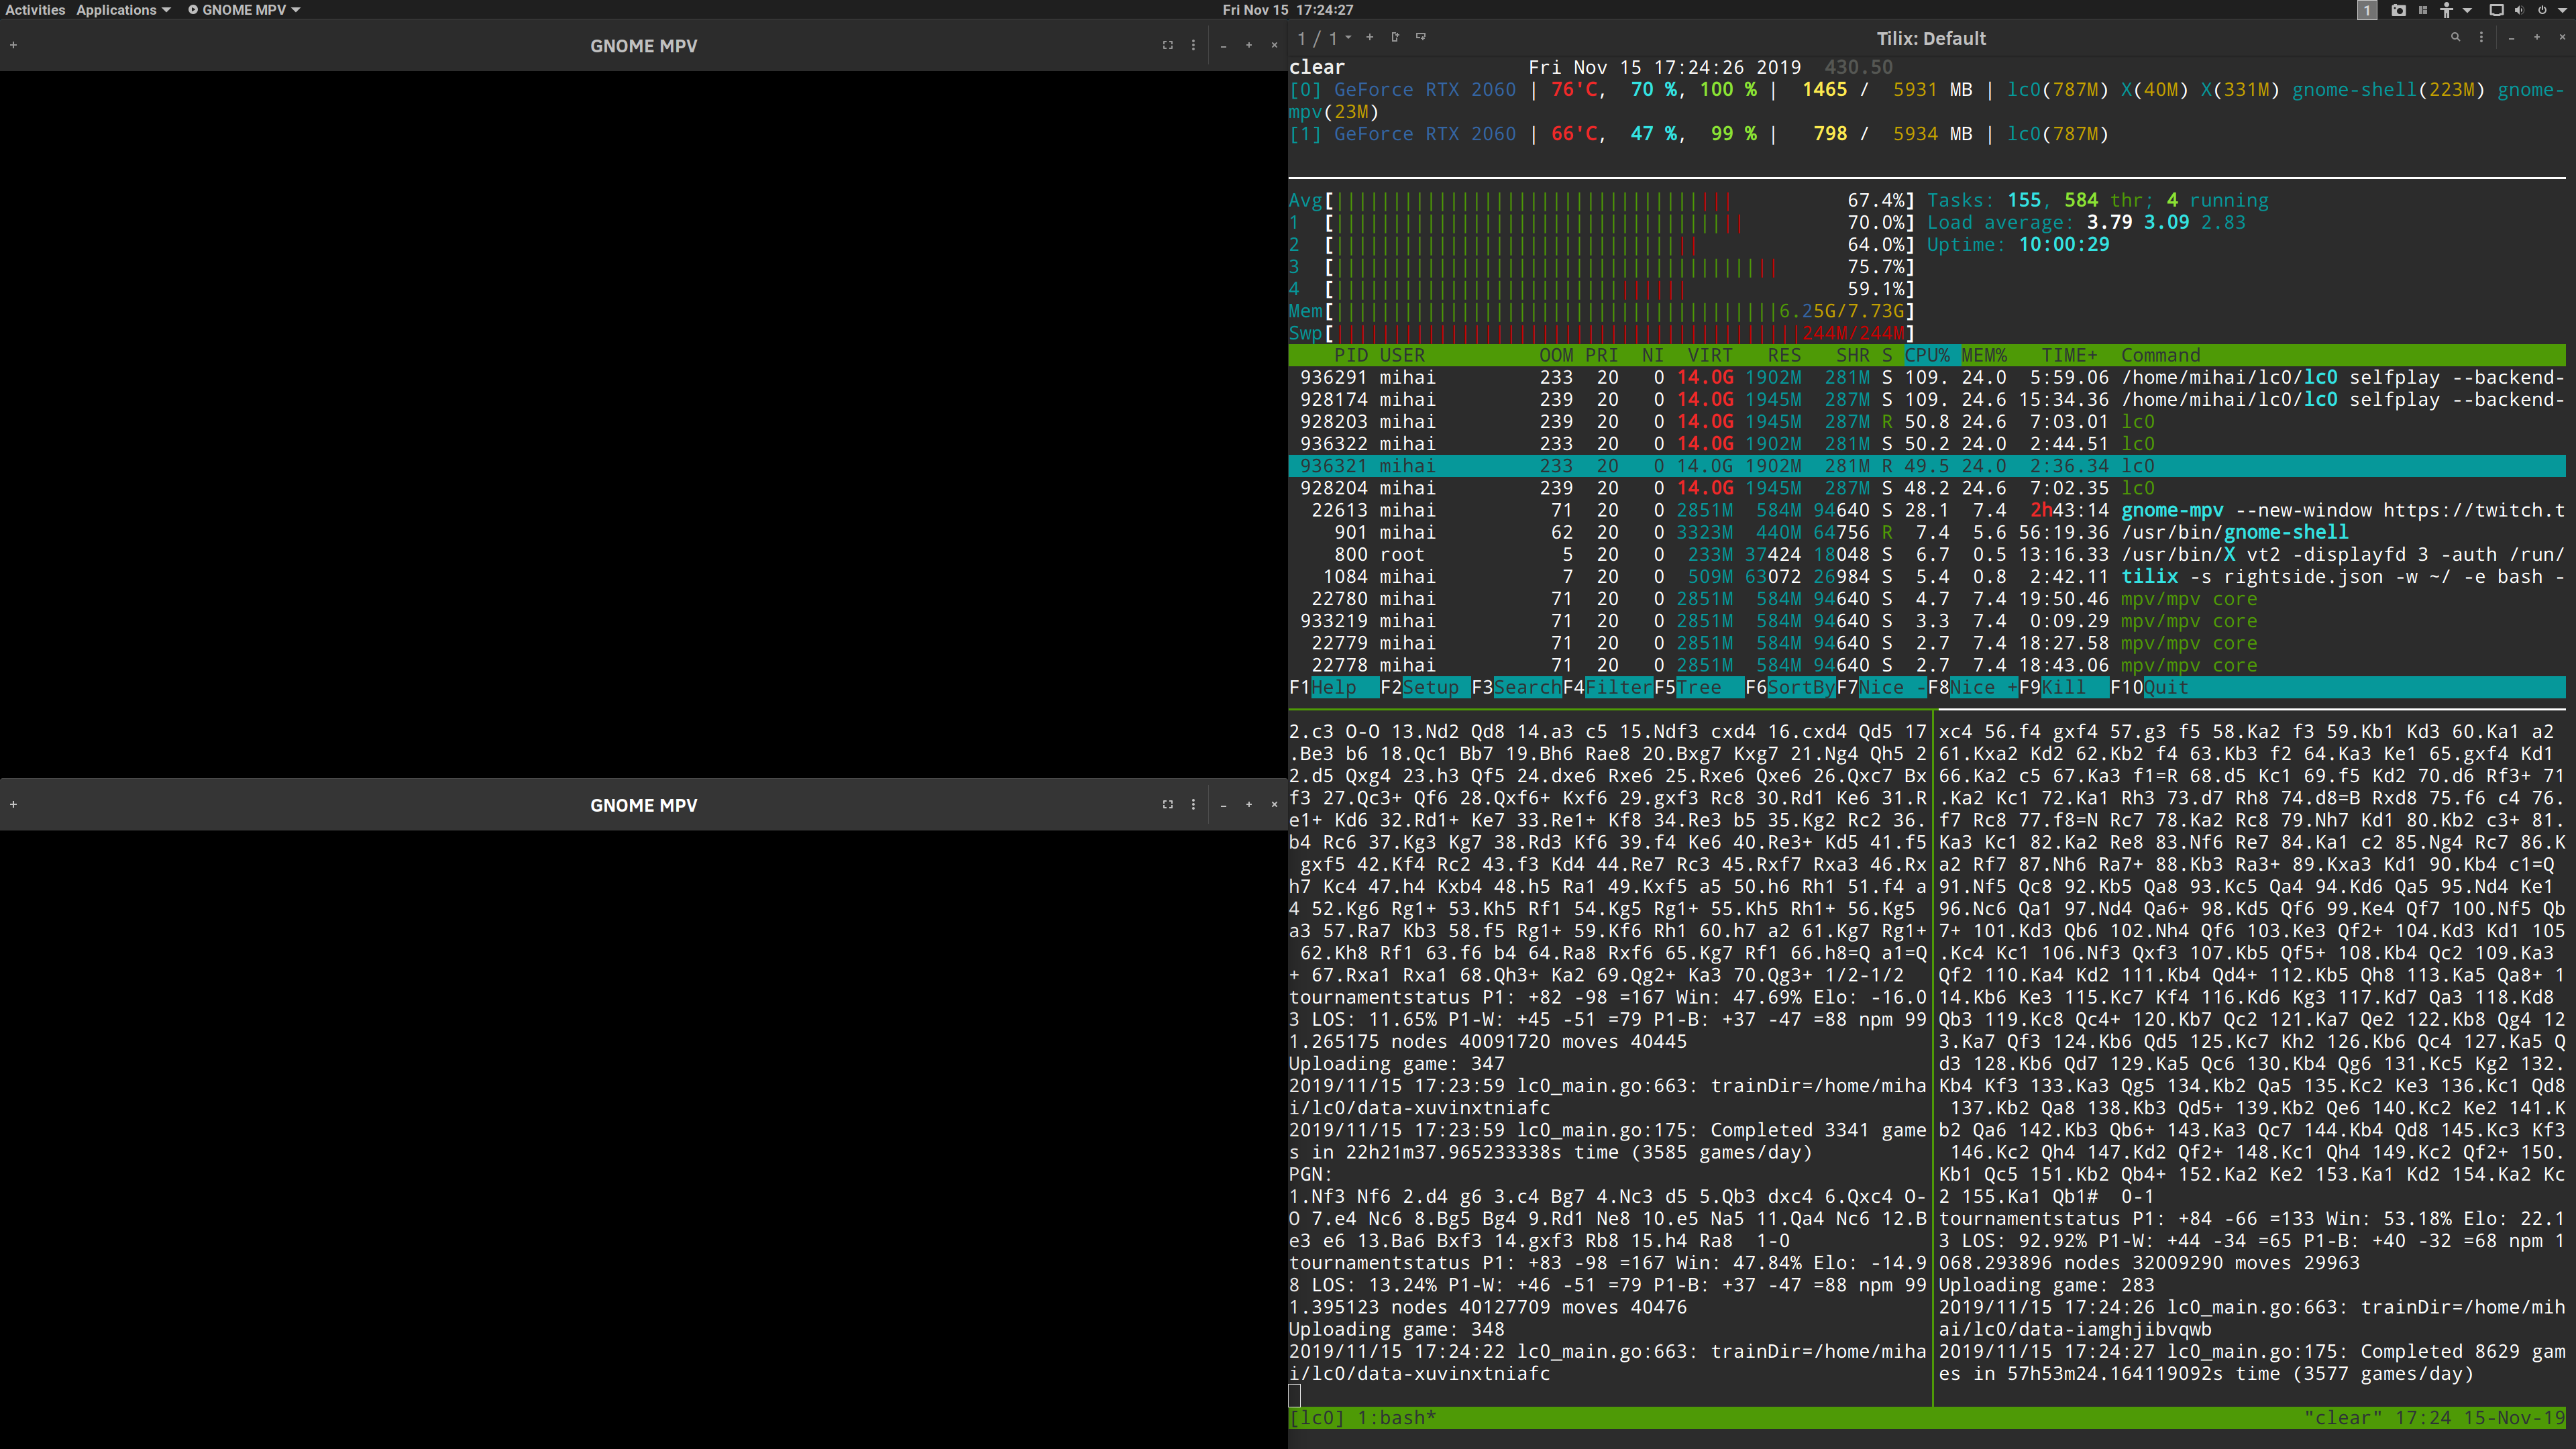 Activities Applications GNOME MPV Fri Nov 15 17:24:27 1
GNOME MPV
GNOME MPV
1 / 1 Tilix: Default
clear Fri Nov 15 17:24:26 2019 430.50
[0] GeForce RTX 2060 | 76'C, 70 %, 100 % | 1465 / 5931 MB | lc0(787M) X(40M) X(331M) gnome-shell(223M) gnome-
mpv(23M)
[1] GeForce RTX 2060 | 66'C, 47 %, 99 % | 798 / 5934 MB | lc0(787M)
Avg[ 67.4%] Tasks: 155, 584 thr; 4 running
1 [ 70.0%] Load average: 3.79 3.09 2.83
2 [ 64.0%] Uptime: 10:00:29
3 [ 75.7%]
4 [ 59.1%]
Mem[ 6.25G/7.73G]
Swp[ 244M/244M]
PID USER OOM PRI NI VIRT RES SHR S CPU% MEM% TIME+ Command
936291 mihai 233 20 0 14.0G 1902M 281M S 109. 24.0 5:59.06 /home/mihai/lc0/lc0 selfplay --backend-
928174 mihai 239 20 0 14.0G 1945M 287M S 109. 24.6 15:34.36 /home/mihai/lc0/lc0 selfplay --backend-
928203 mihai 239 20 0 14.0G 1945M 287M R 50.8 24.6 7:03.01 lc0
936322 mihai 233 20 0 14.0G 1902M 281M S 50.2 24.0 2:44.51 lc0
936321 mihai 233 20 0 14.0G 1902M 281M R 49.5 24.0 2:36.34 lc0
928204 mihai 239 20 0 14.0G 1945M 287M S 48.2 24.6 7:02.35 lc0
22613 mihai 71 20 0 2851M 584M 94640 S 28.1 7.4 2h43:14 gnome-mpv --new-window https://twitch.t
901 mihai 62 20 0 3323M 440M 64756 R 7.4 5.6 56:19.36 /usr/bin/gnome-shell
800 root 5 20 0 233M 37424 18048 S 6.7 0.5 13:16.33 /usr/bin/X vt2 -displayfd 3 -auth /run/
1084 mihai 7 20 0 509M 63072 26984 S 5.4 0.8 2:42.11 tilix -s rightside.json -w ~/ -e bash -
22780 mihai 71 20 0 2851M 584M 94640 S 4.7 7.4 19:50.46 mpv/mpv core
933219 mihai 71 20 0 2851M 584M 94640 S 3.3 7.4 0:09.29 mpv/mpv core
22779 mihai 71 20 0 2851M 584M 94640 S 2.7 7.4 18:27.58 mpv/mpv core
22778 mihai 71 20 0 2851M 584M 94640 S 2.7 7.4 18:43.06 mpv/mpv core
F1Help F2Setup F3SearchF4FilterF5Tree F6SortByF7Nice -F8Nice +F9Kill F10Quit
2.c3 O-O 13.Nd2 Qd8 14.a3 c5 15.Ndf3 cxd4 16.cxd4 Qd5 17
.Be3 b6 18.Qc1 Bb7 19.Bh6 Rae8 20.Bxg7 Kxg7 21.Ng4 Qh5 2
2.d5 Qxg4 23.h3 Qf5 24.dxe6 Rxe6 25.Rxe6 Qxe6 26.Qxc7 Bx
f3 27.Qc3+ Qf6 28.Qxf6+ Kxf6 29.gxf3 Rc8 30.Rd1 Ke6 31.R
e1+ Kd6 32.Rd1+ Ke7 33.Re1+ Kf8 34.Re3 b5 35.Kg2 Rc2 36.
b4 Rc6 37.Kg3 Kg7 38.Rd3 Kf6 39.f4 Ke6 40.Re3+ Kd5 41.f5
gxf5 42.Kf4 Rc2 43.f3 Kd4 44.Re7 Rc3 45.Rxf7 Rxa3 46.Rx
h7 Kc4 47.h4 Kxb4 48.h5 Ra1 49.Kxf5 a5 50.h6 Rh1 51.f4 a
4 52.Kg6 Rg1+ 53.Kh5 Rf1 54.Kg5 Rg1+ 55.Kh5 Rh1+ 56.Kg5
a3 57.Ra7 Kb3 58.f5 Rg1+ 59.Kf6 Rh1 60.h7 a2 61.Kg7 Rg1+
62.Kh8 Rf1 63.f6 b4 64.Ra8 Rxf6 65.Kg7 Rf1 66.h8=Q a1=Q
+ 67.Rxa1 Rxa1 68.Qh3+ Ka2 69.Qg2+ Ka3 70.Qg3+ 1/2-1/2
tournamentstatus P1: +82 -98 =167 Win: 47.69% Elo: -16.0
3 LOS: 11.65% P1-W: +45 -51 =79 P1-B: +37 -47 =88 npm 99
1.265175 nodes 40091720 moves 40445
Uploading game: 347
2019/11/15 17:23:59 lc0_main.go:663: trainDir=/home/miha
i/lc0/data-xuvinxtniafc
2019/11/15 17:23:59 lc0_main.go:175: Completed 3341 game
s in 22h21m37.965233338s time (3585 games/day)
PGN:
1.Nf3 Nf6 2.d4 g6 3.c4 Bg7 4.Nc3 d5 5.Qb3 dxc4 6.Qxc4 O-
O 7.e4 Nc6 8.Bg5 Bg4 9.Rd1 Ne8 10.e5 Na5 11.Qa4 Nc6 12.B
e3 e6 13.Ba6 Bxf3 14.gxf3 Rb8 15.h4 Ra8 1-0
tournamentstatus P1: +83 -98 =167 Win: 47.84% Elo: -14.9
8 LOS: 13.24% P1-W: +46 -51 =79 P1-B: +37 -47 =88 npm 99
1.395123 nodes 40127709 moves 40476
Uploading game: 348
2019/11/15 17:24:22 lc0_main.go:663: trainDir=/home/miha
i/lc0/data-xuvinxtniafc
xc4 56.f4 gxf4 57.g3 f5 58.Ka2 f3 59.Kb1 Kd3 60.Ka1 a2
61.Kxa2 Kd2 62.Kb2 f4 63.Kb3 f2 64.Ka3 Ke1 65.gxf4 Kd1
66.Ka2 c5 67.Ka3 f1=R 68.d5 Kc1 69.f5 Kd2 70.d6 Rf3+ 71
.Ka2 Kc1 72.Ka1 Rh3 73.d7 Rh8 74.d8=B Rxd8 75.f6 c4 76.
f7 Rc8 77.f8=N Rc7 78.Ka2 Rc8 79.Nh7 Kd1 80.Kb2 c3+ 81.
Ka3 Kc1 82.Ka2 Re8 83.Nf6 Re7 84.Ka1 c2 85.Ng4 Rc7 86.K
a2 Rf7 87.Nh6 Ra7+ 88.Kb3 Ra3+ 89.Kxa3 Kd1 90.Kb4 c1=Q
91.Nf5 Qc8 92.Kb5 Qa8 93.Kc5 Qa4 94.Kd6 Qa5 95.Nd4 Ke1
96.Nc6 Qa1 97.Nd4 Qa6+ 98.Kd5 Qf6 99.Ke4 Qf7 100.Nf5 Qb
7+ 101.Kd3 Qb6 102.Nh4 Qf6 103.Ke3 Qf2+ 104.Kd3 Kd1 105
.Kc4 Kc1 106.Nf3 Qxf3 107.Kb5 Qf5+ 108.Kb4 Qc2 109.Ka3
Qf2 110.Ka4 Kd2 111.Kb4 Qd4+ 112.Kb5 Qh8 113.Ka5 Qa8+ 1
14.Kb6 Ke3 115.Kc7 Kf4 116.Kd6 Kg3 117.Kd7 Qa3 118.Kd8
Qb3 119.Kc8 Qc4+ 120.Kb7 Qc2 121.Ka7 Qe2 122.Kb8 Qg4 12
3.Ka7 Qf3 124.Kb6 Qd5 125.Kc7 Kh2 126.Kb6 Qc4 127.Ka5 Q
d3 128.Kb6 Qd7 129.Ka5 Qc6 130.Kb4 Qg6 131.Kc5 Kg2 132.
Kb4 Kf3 133.Ka3 Qg5 134.Kb2 Qa5 135.Kc2 Ke3 136.Kc1 Qd8
137.Kb2 Qa8 138.Kb3 Qd5+ 139.Kb2 Qe6 140.Kc2 Ke2 141.K
b2 Qa6 142.Kb3 Qb6+ 143.Ka3 Qc7 144.Kb4 Qd8 145.Kc3 Kf3
146.Kc2 Qh4 147.Kd2 Qf2+ 148.Kc1 Qh4 149.Kc2 Qf2+ 150.
Kb1 Qc5 151.Kb2 Qb4+ 152.Ka2 Ke2 153.Ka1 Kd2 154.Ka2 Kc
2 155.Ka1 Qb1# 0-1
tournamentstatus P1: +84 -66 =133 Win: 53.18% Elo: 22.1
3 LOS: 92.92% P1-W: +44 -34 =65 P1-B: +40 -32 =68 npm 1
068.293896 nodes 32009290 moves 29963
Uploading game: 283
2019/11/15 17:24:26 lc0_main.go:663: trainDir=/home/mih
ai/lc0/data-iamghjibvqwb
2019/11/15 17:24:27 lc0_main.go:175: Completed 8629 gam
es in 57h53m24.164119092s time (3577 games/day)
[lc0] 1:bash* "clear" 17:24 15-Nov-19